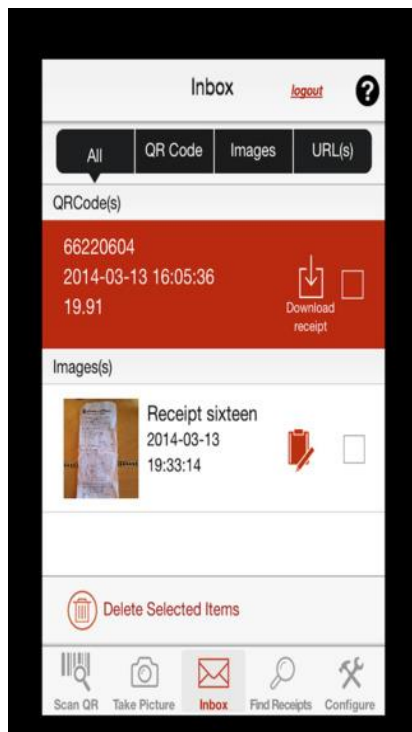 Inbox logout ?
All QR Code Images URL(s)
QRCode(s)
66220604
2014-03-13 16:05:36
19.91
Download
receipt
Images(s)
Receipt sixteen
2014-03-13
19:33:14
Delete Selected Items
Scan QR Take Picture Inbox Find Receipts Configure